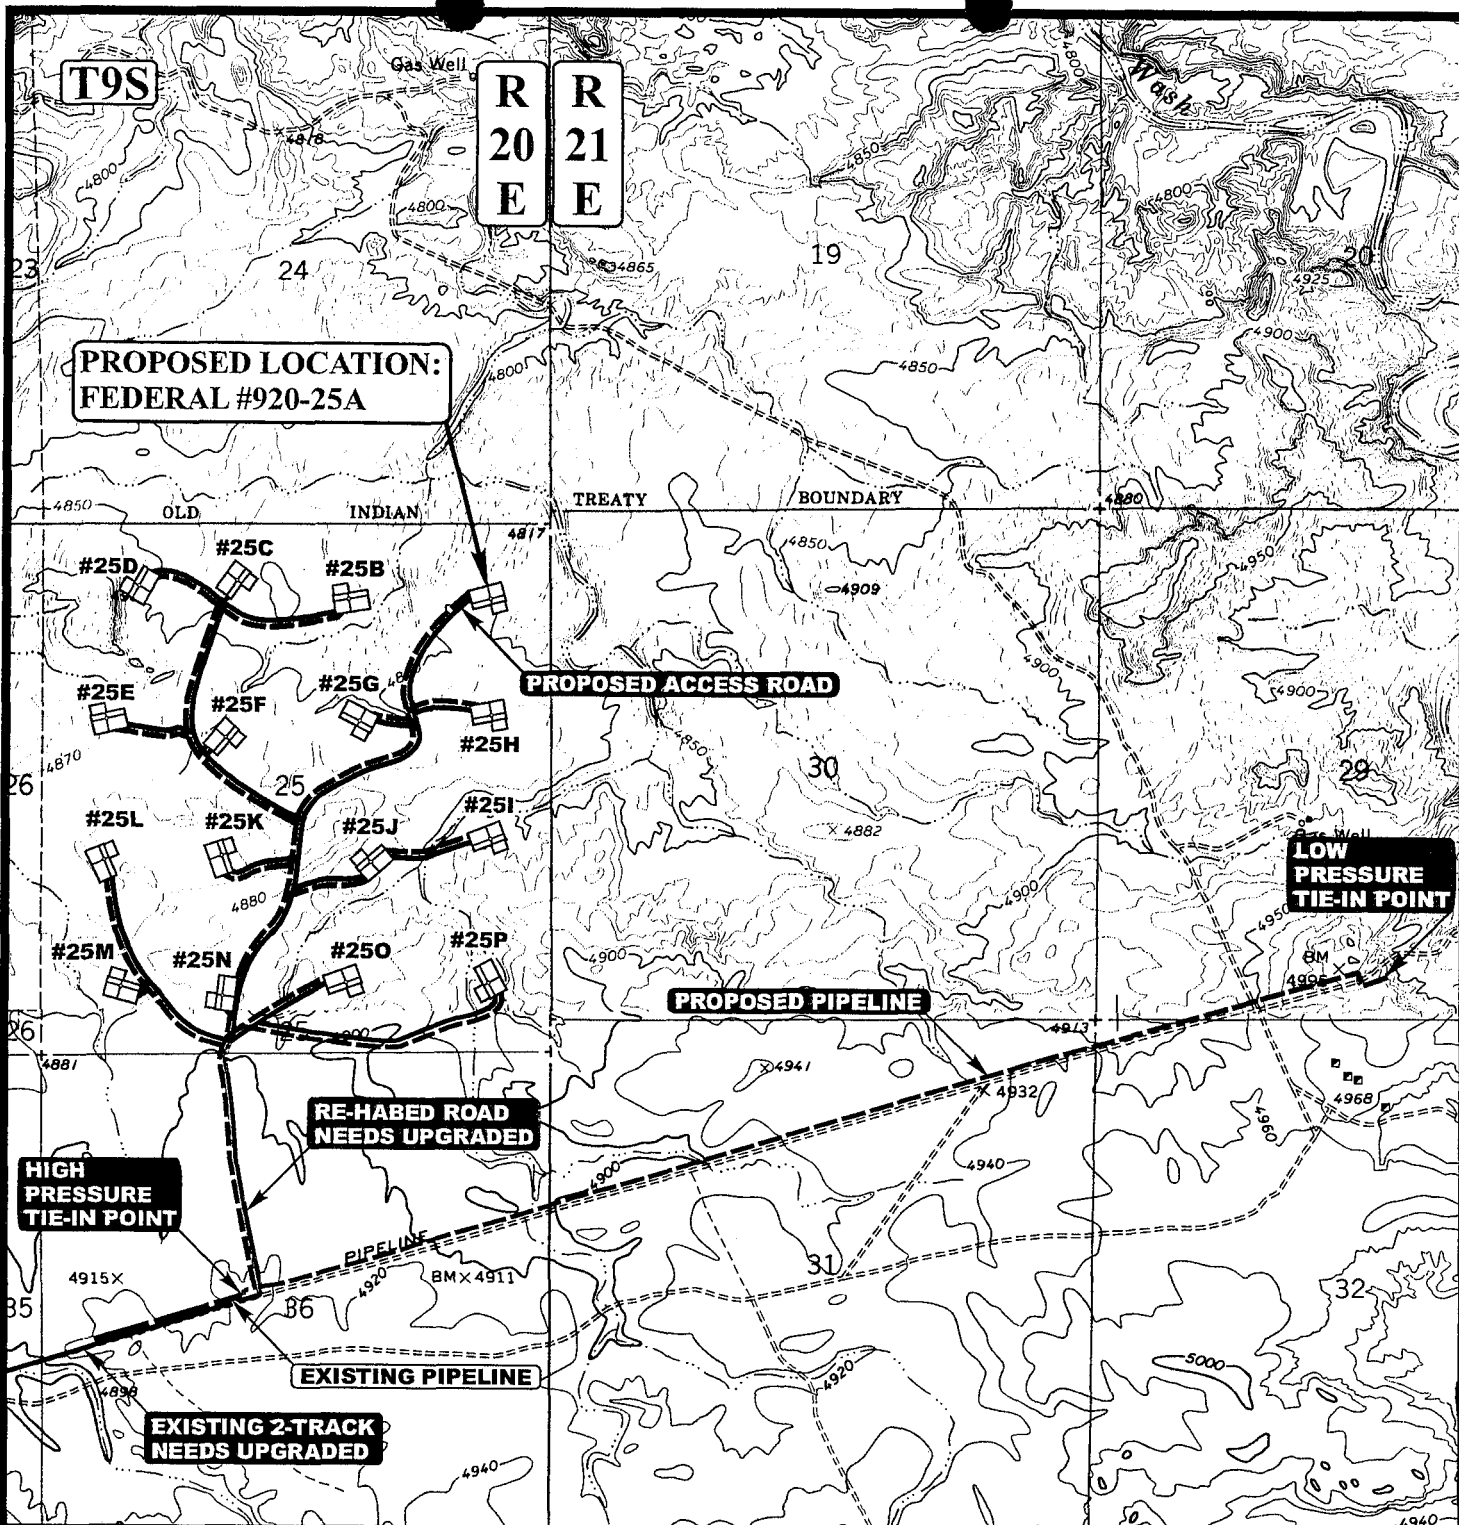 T9S
Gas Well
R
20
E
R
21
E
Wash
4800
4850
4800
4818
4800
4800
23
24
4865
19
20
4925
4900
PROPOSED LOCATION:
FEDERAL #920-25A
4800
4850
4850
OLD
INDIAN
TREATY
BOUNDARY
4880
4817
#25D
#25C
#25B
4850
4909
4950
#25E
#25F
#25G
#25H
PROPOSED ACCESS ROAD
4900
4900
4850
4870
26
25
30
29
#25L
#25K
#25J
#25I
4882
Gas Well
LOW
PRESSURE
TIE-IN POINT
4880
4900
4950
#25M
#25N
#25O
#25P
4900
BM
4995
PROPOSED PIPELINE
26
25
4900
4913
4881
4941
4932
4968
4960
RE-HABED ROAD
NEEDS UPGRADED
HIGH
PRESSURE
TIE-IN POINT
4900
4940
PIPELINE
4915
4920
BM 4911
31
32
35
36
EXISTING PIPELINE
4898
4920
5000
EXISTING 2-TRACK
NEEDS UPGRADED
4940
4940